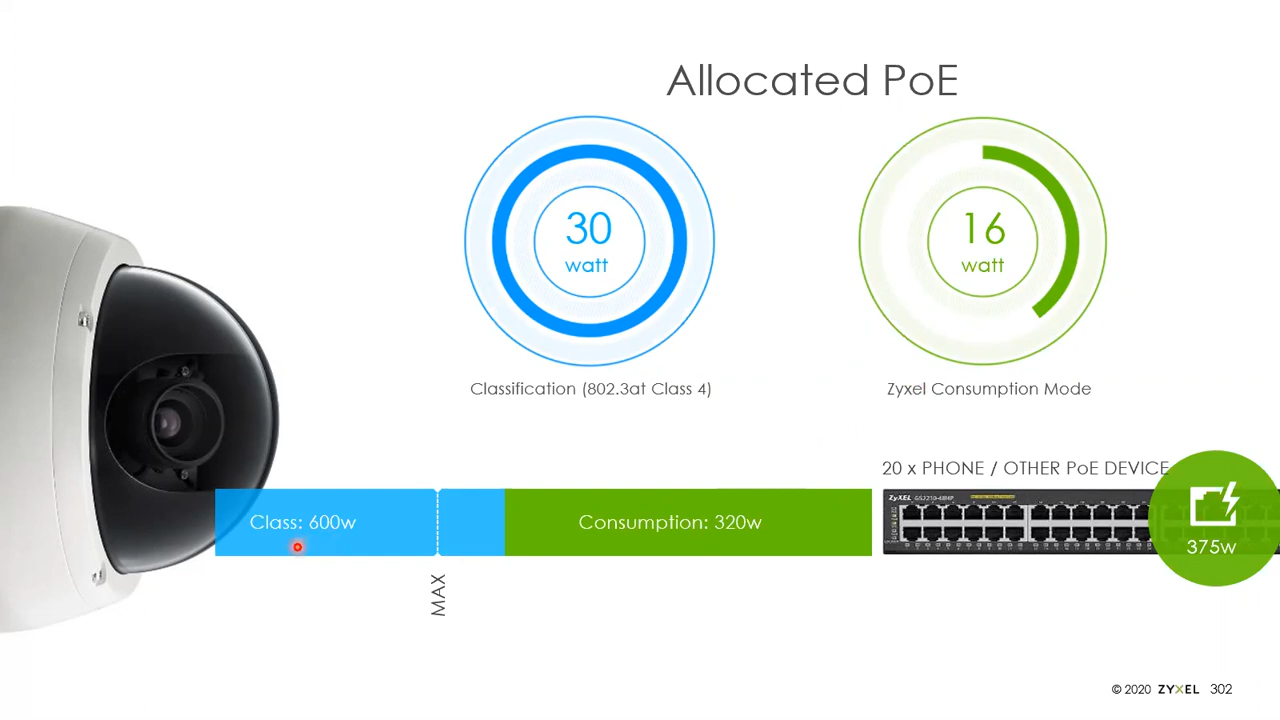 Allocated PoE
30
watt
16
watt
Classification (802.3at Class 4)
Zyxel Consumption Mode
20 x PHONE / OTHER PoE DEVICE
ZyXEL
Class: 600w
Consumption: 320w
375w
MAX
© 2020 ZYXEL 302